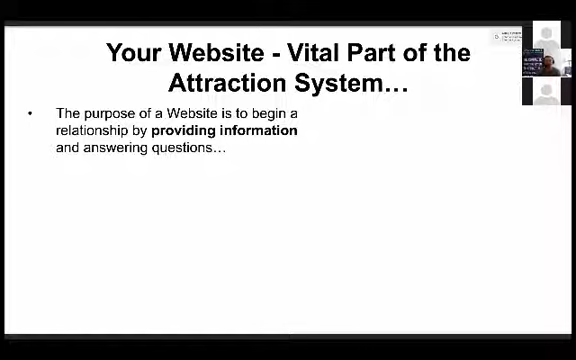 Your Website - Vital Part of the
Attraction System…
• The purpose of a Website is to begin a
relationship by providing information
and answering questions…